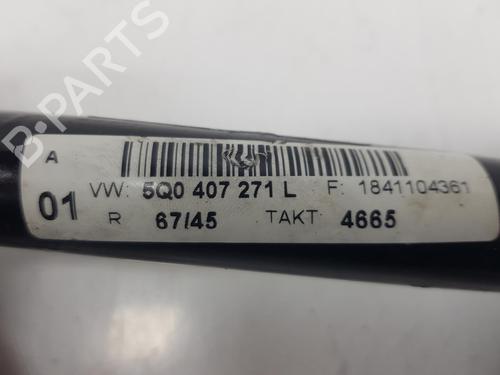 B-PARTS
A
01 VW: 5Q0 407 271 L F: 1841104361
R 67/45 TAKT 4665